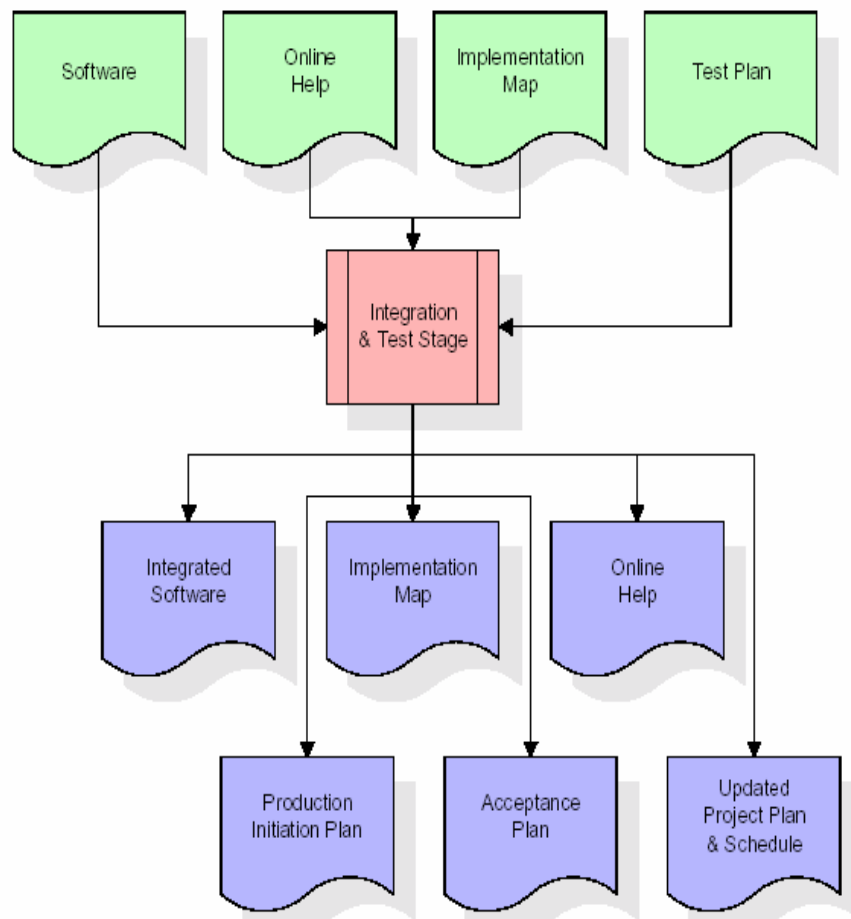 Software
Online
Help
Implementation
Map
Test Plan
Integration
& Test Stage
Integrated
Software
Implementation
Map
Online
Help
Production
Initiation Plan
Acceptance
Plan
Updated
Project Plan
& Schedule